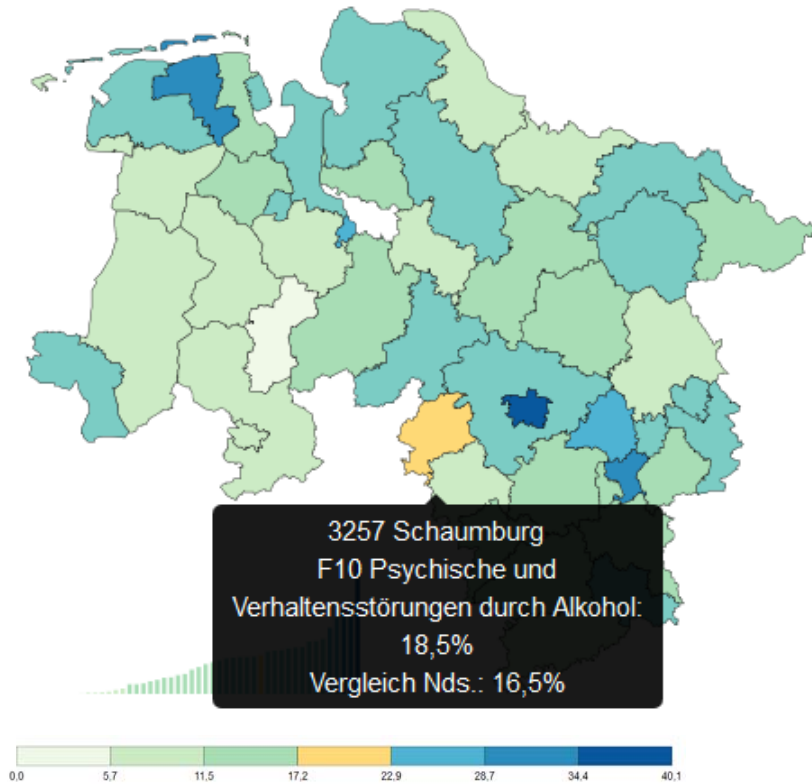 3257 Schaumburg
F10 Psychische und
Verhaltensstörungen durch Alkohol:
18,5%
Vergleich Nds.: 16,5%
0,0 5,7 11,5 17,2 22,9 28,7 34,4 40,1